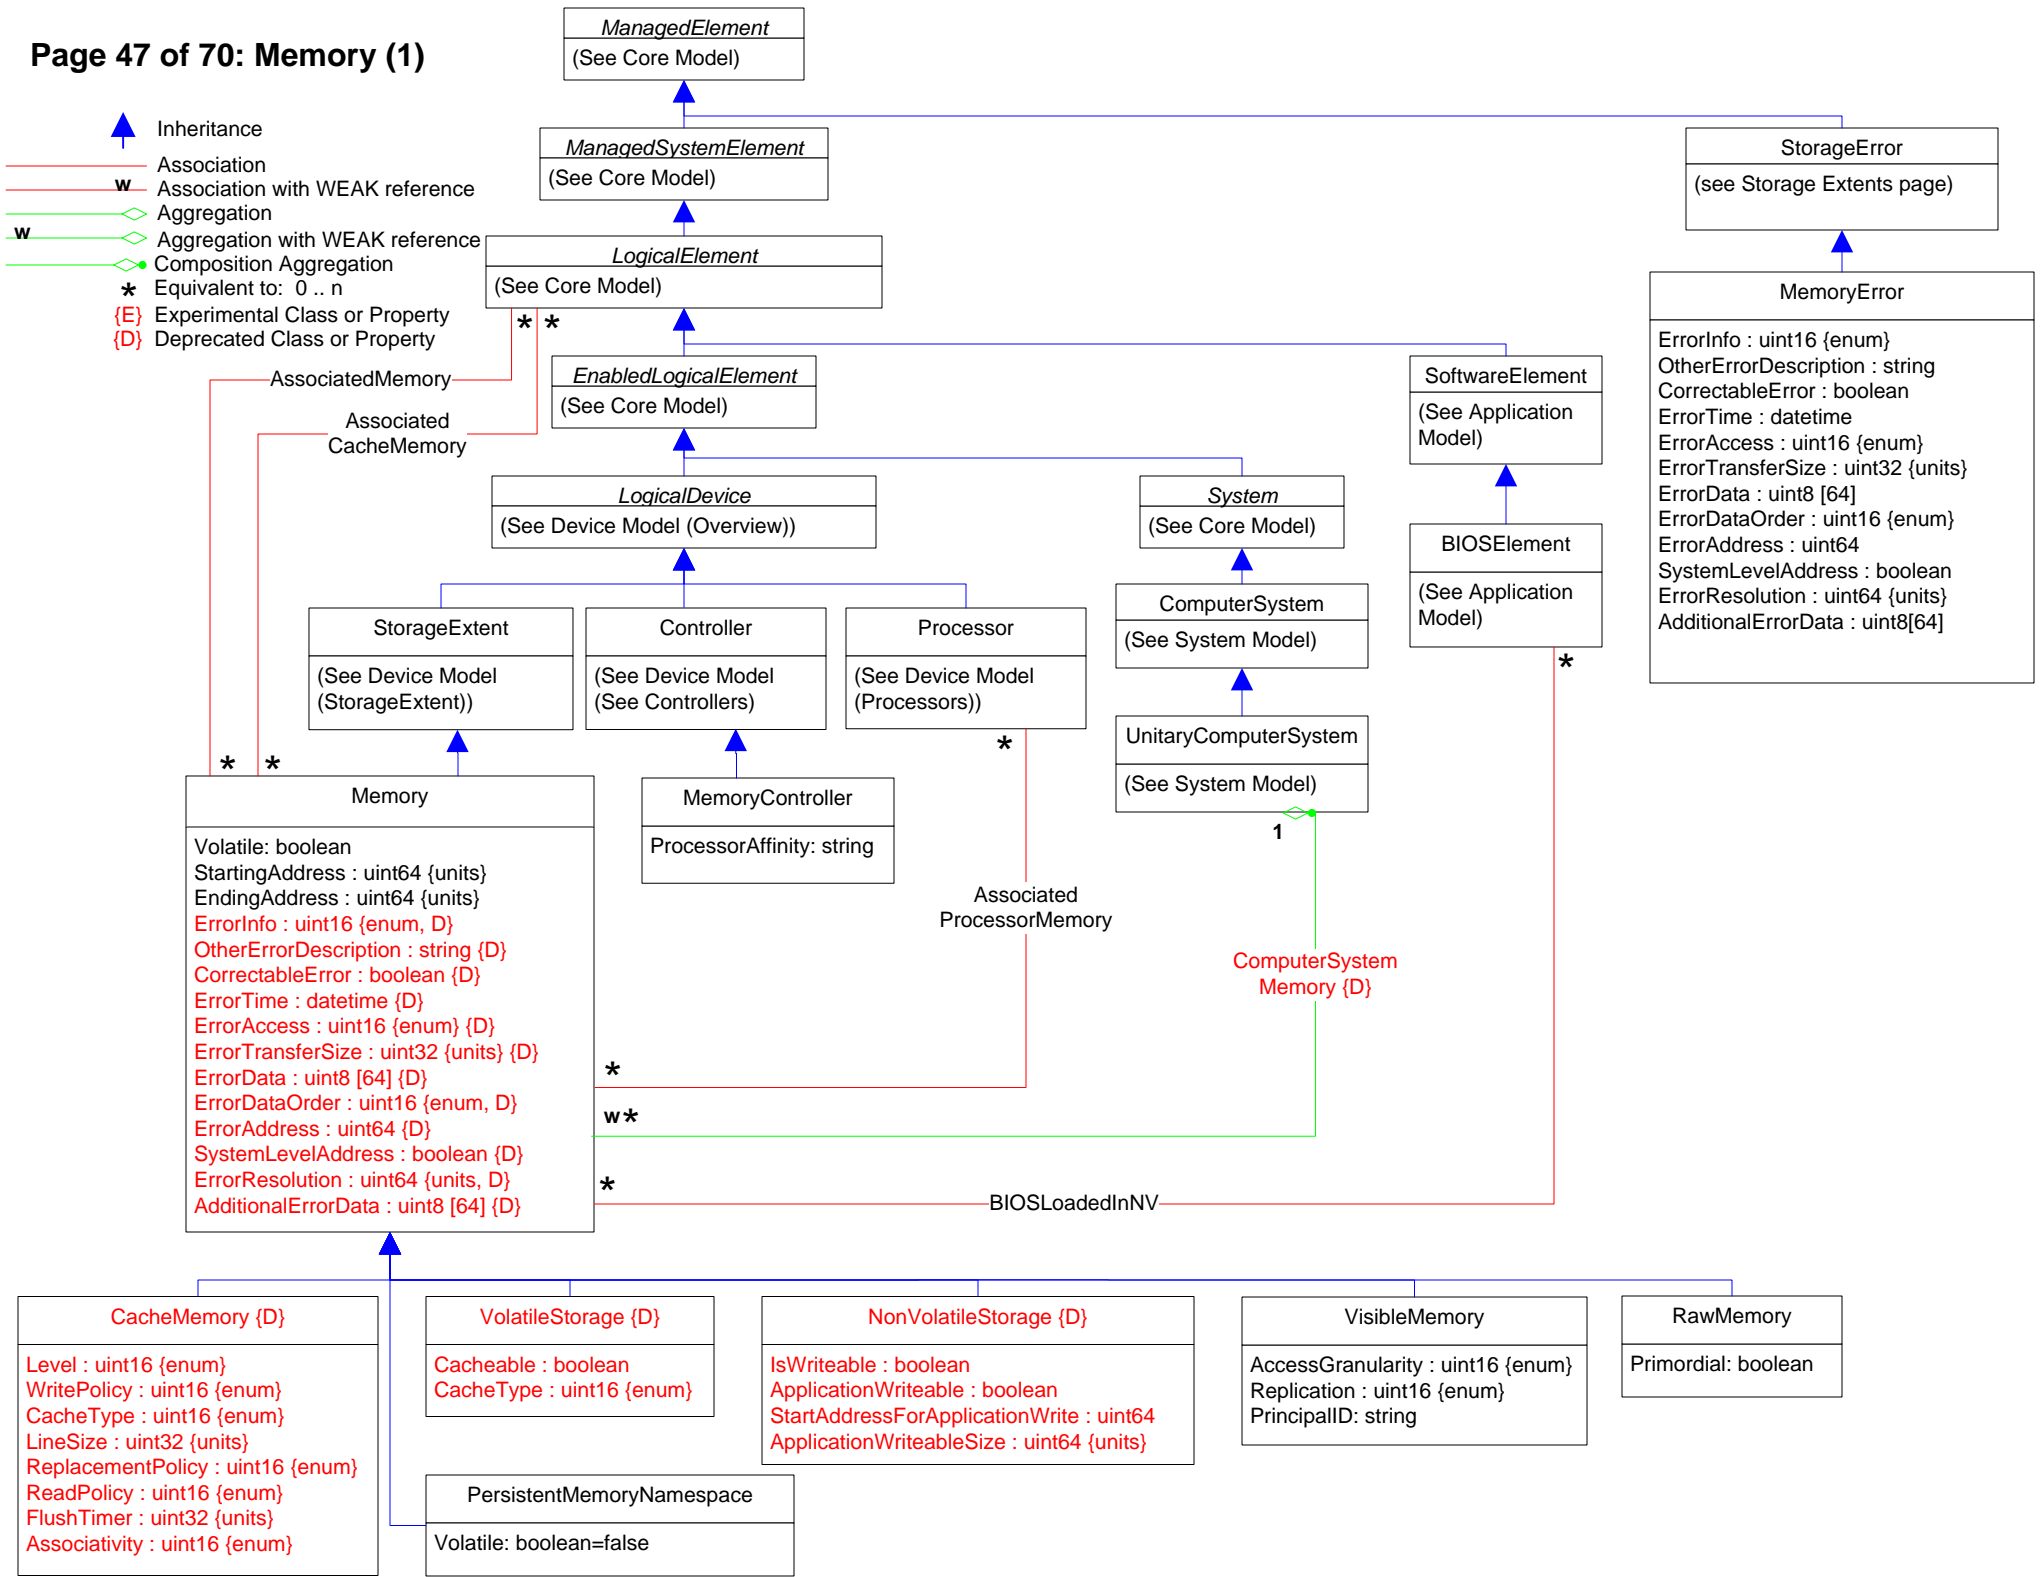 Page 47 of 70: Memory (1)
Inheritance
Association
w
Association with WEAK reference
Aggregation
w
Aggregation with WEAK reference
Composition Aggregation
* Equivalent to: 0 .. n
{E} Experimental Class or Property
{D} Deprecated Class or Property
ManagedElement
(See Core Model)
ManagedSystemElement
(See Core Model)
StorageError
(see Storage Extents page)
LogicalElement
(See Core Model)
* *
MemoryError
ErrorInfo : uint16 {enum}
OtherErrorDescription : string
CorrectableError : boolean
ErrorTime : datetime
ErrorAccess : uint16 {enum}
ErrorTransferSize : uint32 {units}
ErrorData : uint8 [64]
ErrorDataOrder : uint16 {enum}
ErrorAddress : uint64
SystemLevelAddress : boolean
ErrorResolution : uint64 {units}
AdditionalErrorData : uint8[64]
AssociatedMemory
Associated
CacheMemory
EnabledLogicalElement
(See Core Model)
SoftwareElement
(See Application
Model)
LogicalDevice
(See Device Model (Overview))
System
(See Core Model)
BIOSElement
(See Application
Model)
*
StorageExtent
(See Device Model
(StorageExtent))
Controller
(See Device Model
(See Controllers)
Processor
(See Device Model
(Processors))
*
ComputerSystem
(See System Model)
UnitaryComputerSystem
(See System Model)
1
* *
Memory
Volatile: boolean
StartingAddress : uint64 {units}
EndingAddress : uint64 {units}
ErrorInfo : uint16 {enum, D}
OtherErrorDescription : string {D}
CorrectableError : boolean {D}
ErrorTime : datetime {D}
ErrorAccess : uint16 {enum} {D}
ErrorTransferSize : uint32 {units} {D}
ErrorData : uint8 [64] {D}
ErrorDataOrder : uint16 {enum, D}
ErrorAddress : uint64 {D}
SystemLevelAddress : boolean {D}
ErrorResolution : uint64 {units, D}
AdditionalErrorData : uint8 [64] {D}
MemoryController
ProcessorAffinity: string
Associated
ProcessorMemory
ComputerSystem
Memory {D}
*
w*
*
BIOSLoadedInNV
CacheMemory {D}
Level : uint16 {enum}
WritePolicy : uint16 {enum}
CacheType : uint16 {enum}
LineSize : uint32 {units}
ReplacementPolicy : uint16 {enum}
ReadPolicy : uint16 {enum}
FlushTimer : uint32 {units}
Associativity : uint16 {enum}
VolatileStorage {D}
Cacheable : boolean
CacheType : uint16 {enum}
NonVolatileStorage {D}
IsWriteable : boolean
ApplicationWriteable : boolean
StartAddressForApplicationWrite : uint64
ApplicationWriteableSize : uint64 {units}
VisibleMemory
AccessGranularity : uint16 {enum}
Replication : uint16 {enum}
PrincipalID: string
RawMemory
Primordial: boolean
PersistentMemoryNamespace
Volatile: boolean=false